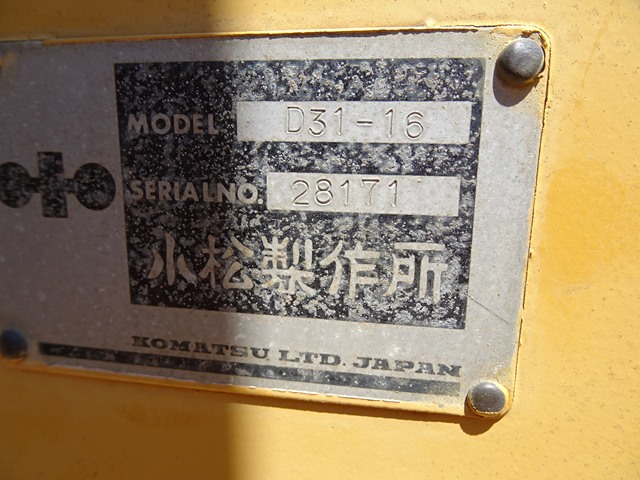 MODEL D31-16
SERIAL NO. 28171
小松製作所
KOMATSU LTD. JAPAN